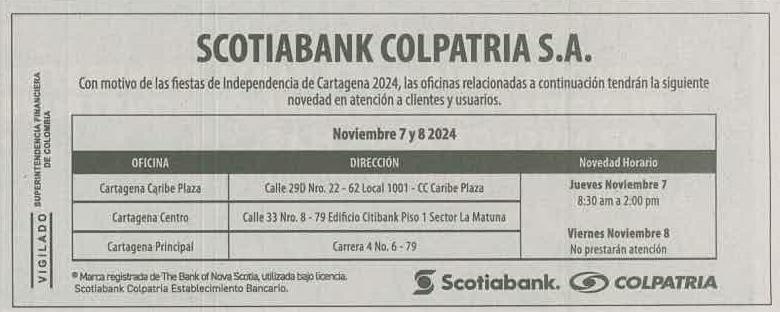 SCOTIABANK COLPATRIA S.A.
Con motivo de las fiestas de Independencia de Cartagena 2024, las oficinas relacionadas a continuación tendrán la siguiente
novedad en atención a clientes y usuarios.
Noviembre 7 y 8 2024
OFICINA DIRECCIÓN Novedad Horario
Cartagena Caribe Plaza Calle 29D Nro. 22 - 62 Local 1001 - CC Caribe Plaza
Cartagena Centro Calle 33 Nro. 8 - 79 Edificio Citibank Piso 1 Sector La Matuna
Cartagena Principal Carrera 4 No. 6 - 79
Jueves Noviembre 7
8:30 am a 2:00 pm
Viernes Noviembre 8
No prestarán atención
® Marca registrada de The Bank of Nova Scotia, utilizada bajo licencia.
Scotiabank Colpatria Establecimiento Bancario.
Scotiabank. COLPATRIA
VIGILADO
SUPERINTENDENCIA FINANCIERA
DE COLOMBIA